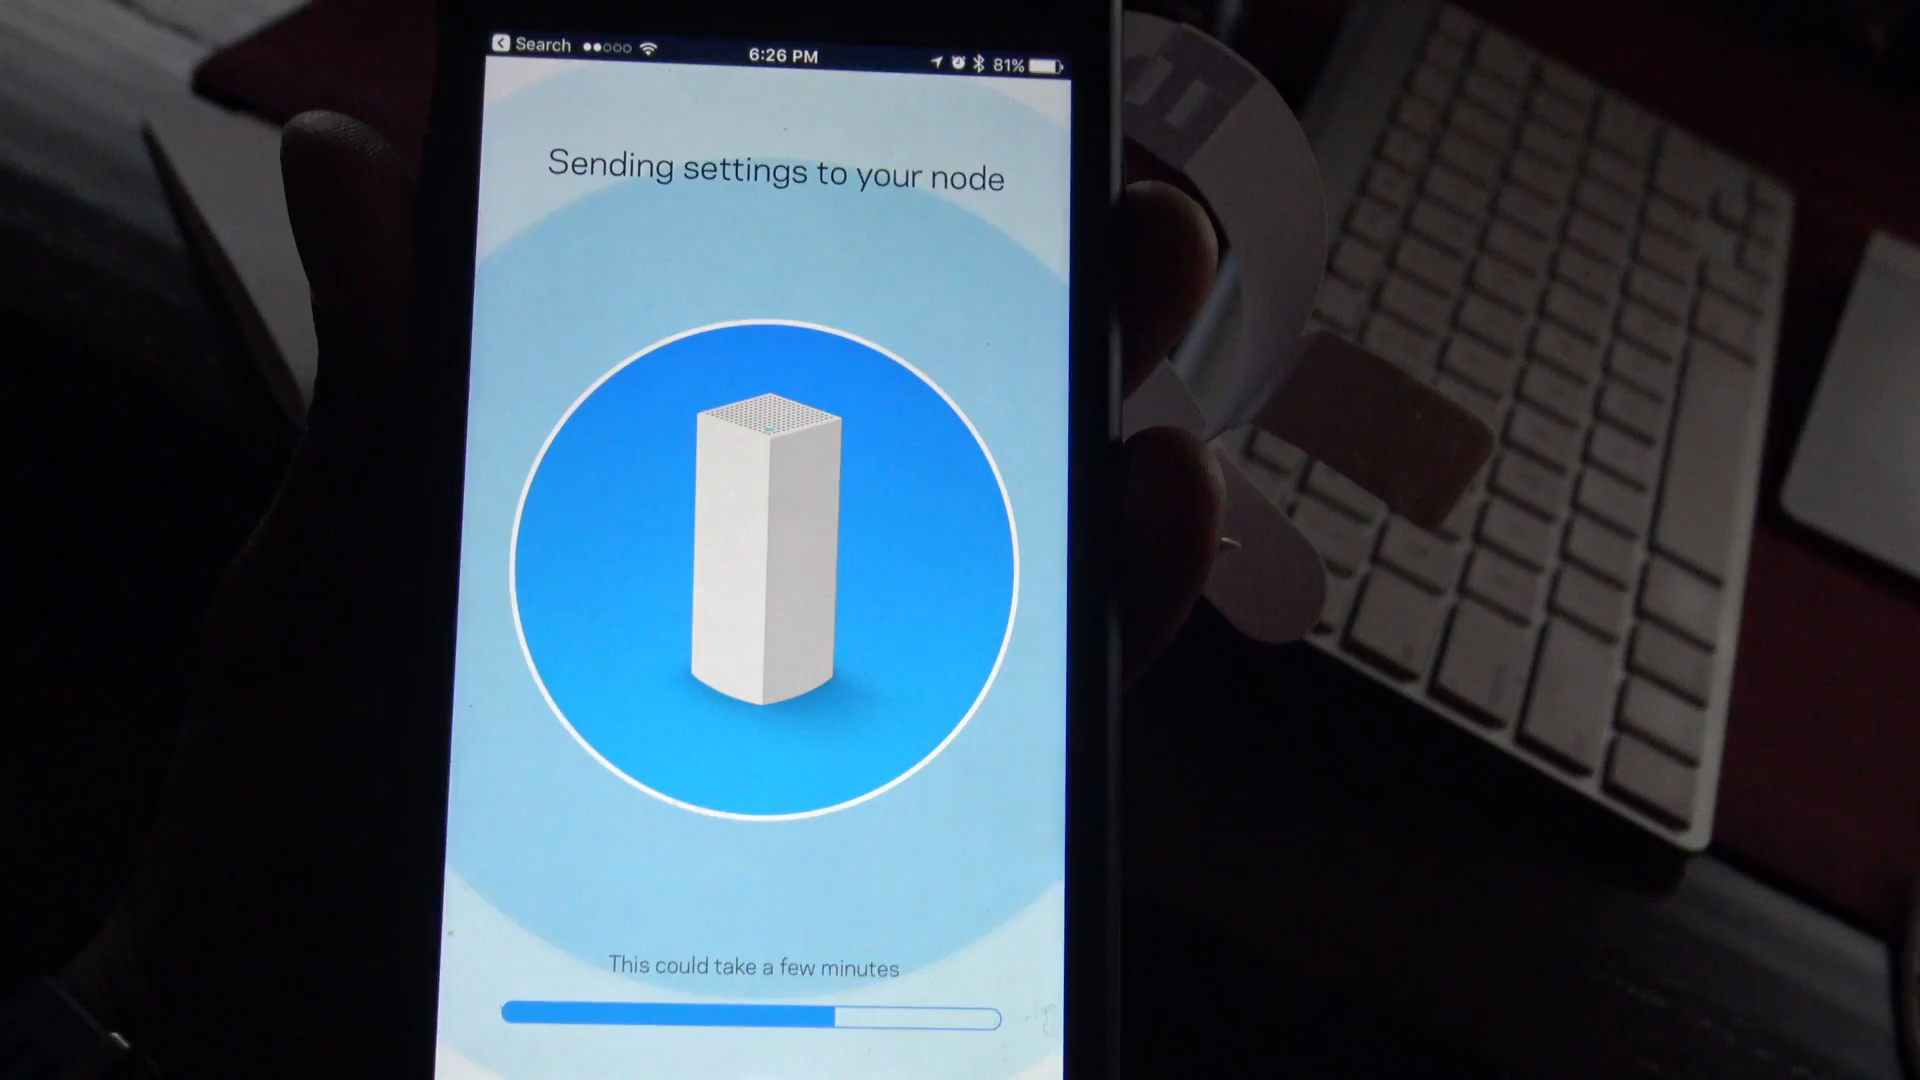 Search 6:26 PM 81%
Sending settings to your node
This could take a few minutes